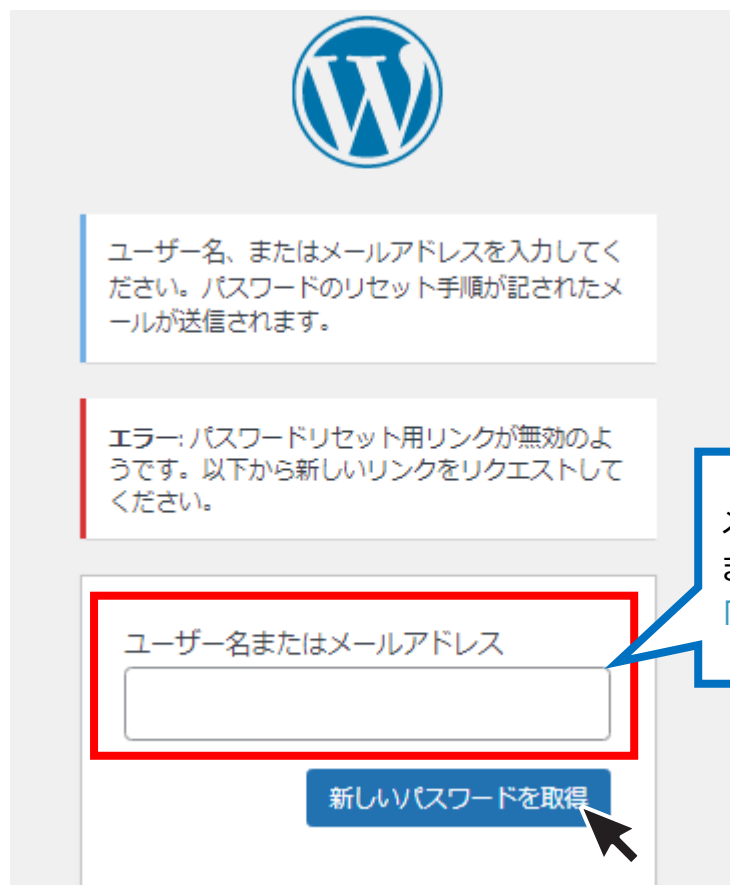 ユーザー名、またはメールアドレスを入力してく
ださい。パスワードのリセット手順が記されたメ
ールが送信されます。
エラー: パスワードリセット用リンクが無効のよ
うです。以下から新しいリンクをリクエストして
ください。
ユーザー名またはメールアドレス
新しいパスワードを取得